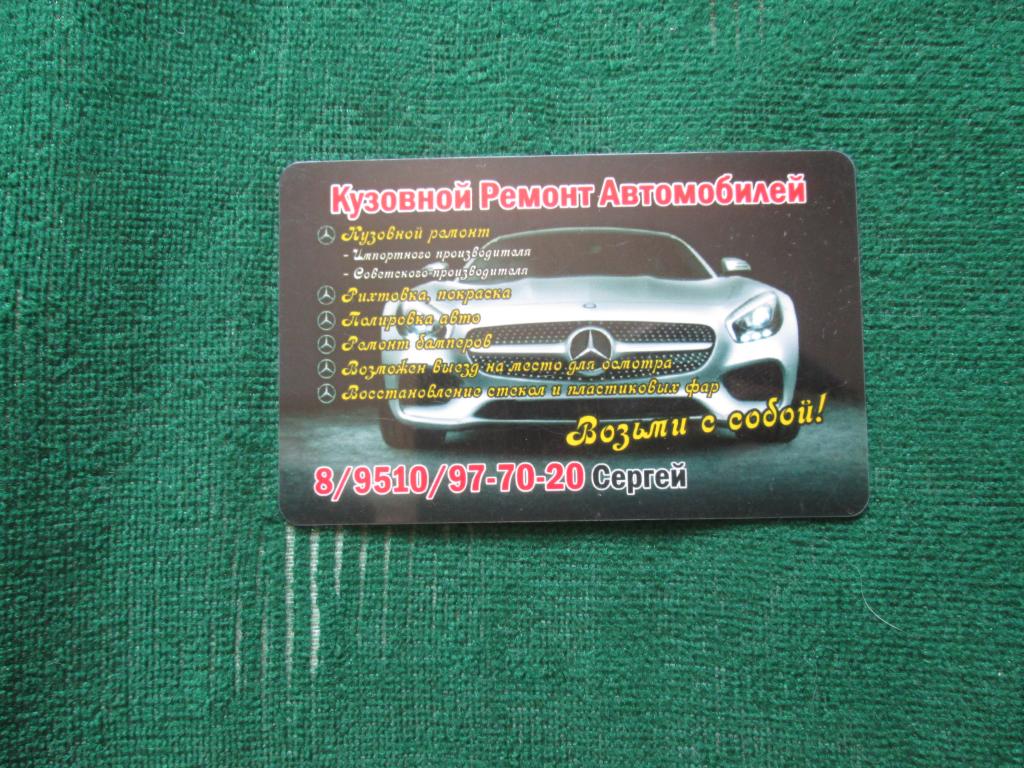 Кузовной Ремонт Автомобилей
Кузовной ремонт
- Импортного производителя
- Советского производителя
Рихтовка, покраска
Полировка авто
Ремонт бамперов
Возможен выезд на место для осмотра
Восстановление стекол и пластиковых фар
Возьми с собой!
8/9510/97-70-20 Сергей